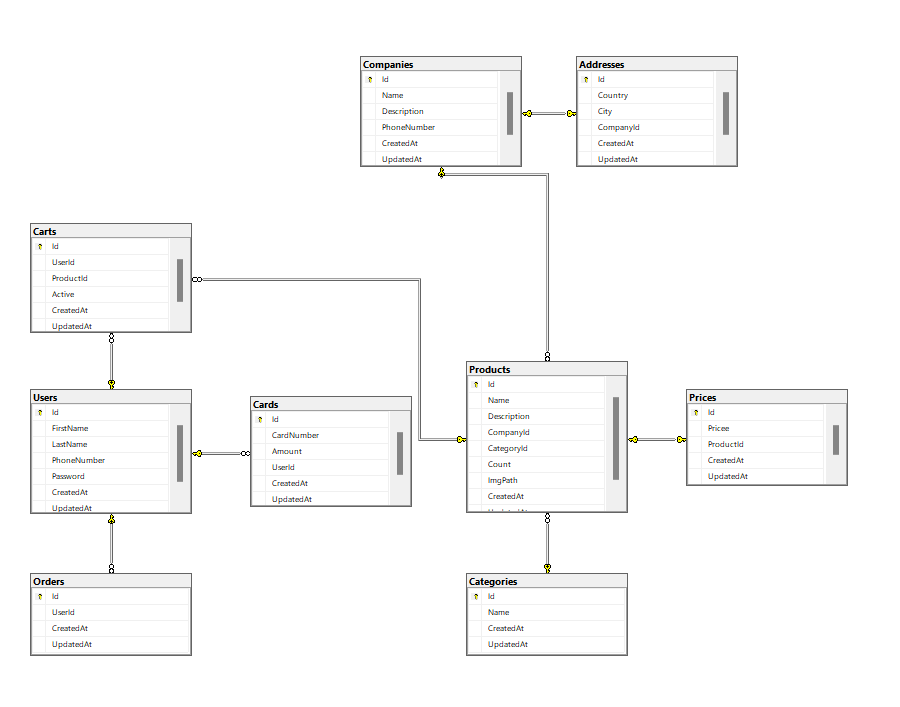 Companies
Id
Name
Description
PhoneNumber
CreatedAt
UpdatedAt
Addresses
Id
Country
City
CompanyId
CreatedAt
UpdatedAt
Carts
Id
UserId
ProductId
Active
CreatedAt
UpdatedAt
Users
Id
FirstName
LastName
PhoneNumber
Password
CreatedAt
UpdatedAt
Cards
Id
CardNumber
Amount
UserId
CreatedAt
UpdatedAt
Products
Id
Name
Description
CompanyId
CategoryId
Count
ImgPath
CreatedAt
Prices
Id
Pricee
ProductId
CreatedAt
UpdatedAt
Orders
Id
UserId
CreatedAt
UpdatedAt
Categories
Id
Name
CreatedAt
UpdatedAt